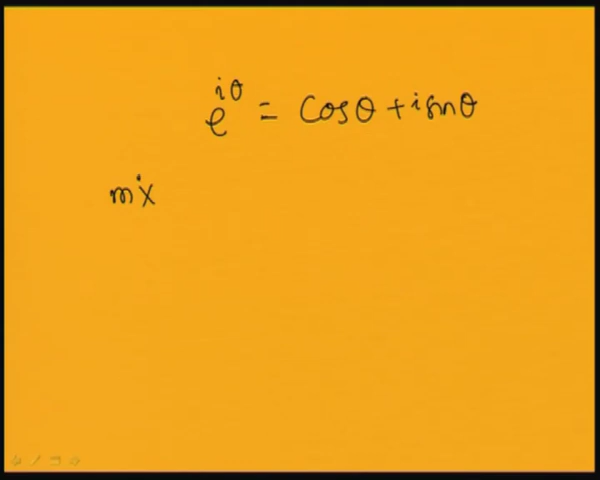 e^{iθ} = cosθ + i sinθ
mẋ